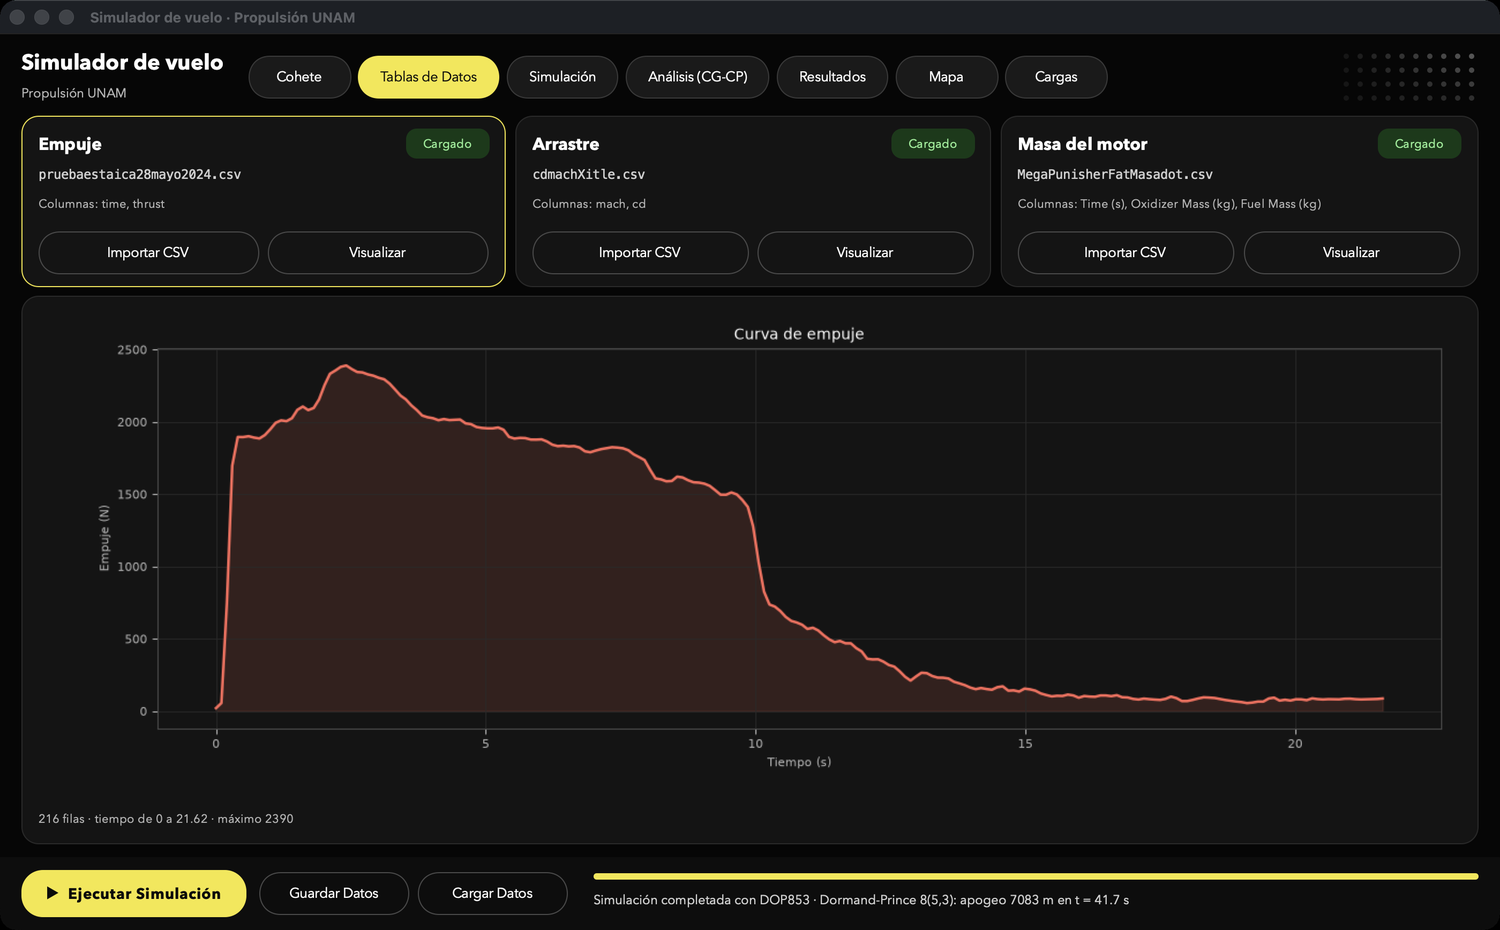 Simulador de vuelo · Propulsión UNAM
Simulador de vuelo
Propulsión UNAM
Cohete
Tablas de Datos
Simulación
Análisis (CG-CP)
Resultados
Mapa
Cargas
Empuje
Cargado
pruebaestaica28mayo2024.csv
Columnas: time, thrust
Importar CSV
Visualizar
Arrastre
Cargado
cdmachXitle.csv
Columnas: mach, cd
Importar CSV
Visualizar
Masa del motor
Cargado
MegaPunisherFatMasadot.csv
Columnas: Time (s), Oxidizer Mass (kg), Fuel Mass (kg)
Importar CSV
Visualizar
Curva de empuje
2500
2000
1500
1000
500
0
Empuje (N)
0
5
10
15
20
Tiempo (s)
216 filas · tiempo de 0 a 21.62 · máximo 2390
Ejecutar Simulación
Guardar Datos
Cargar Datos
Simulación completada con DOP853 · Dormand-Prince 8(5,3): apogeo 7083 m en t = 41.7 s